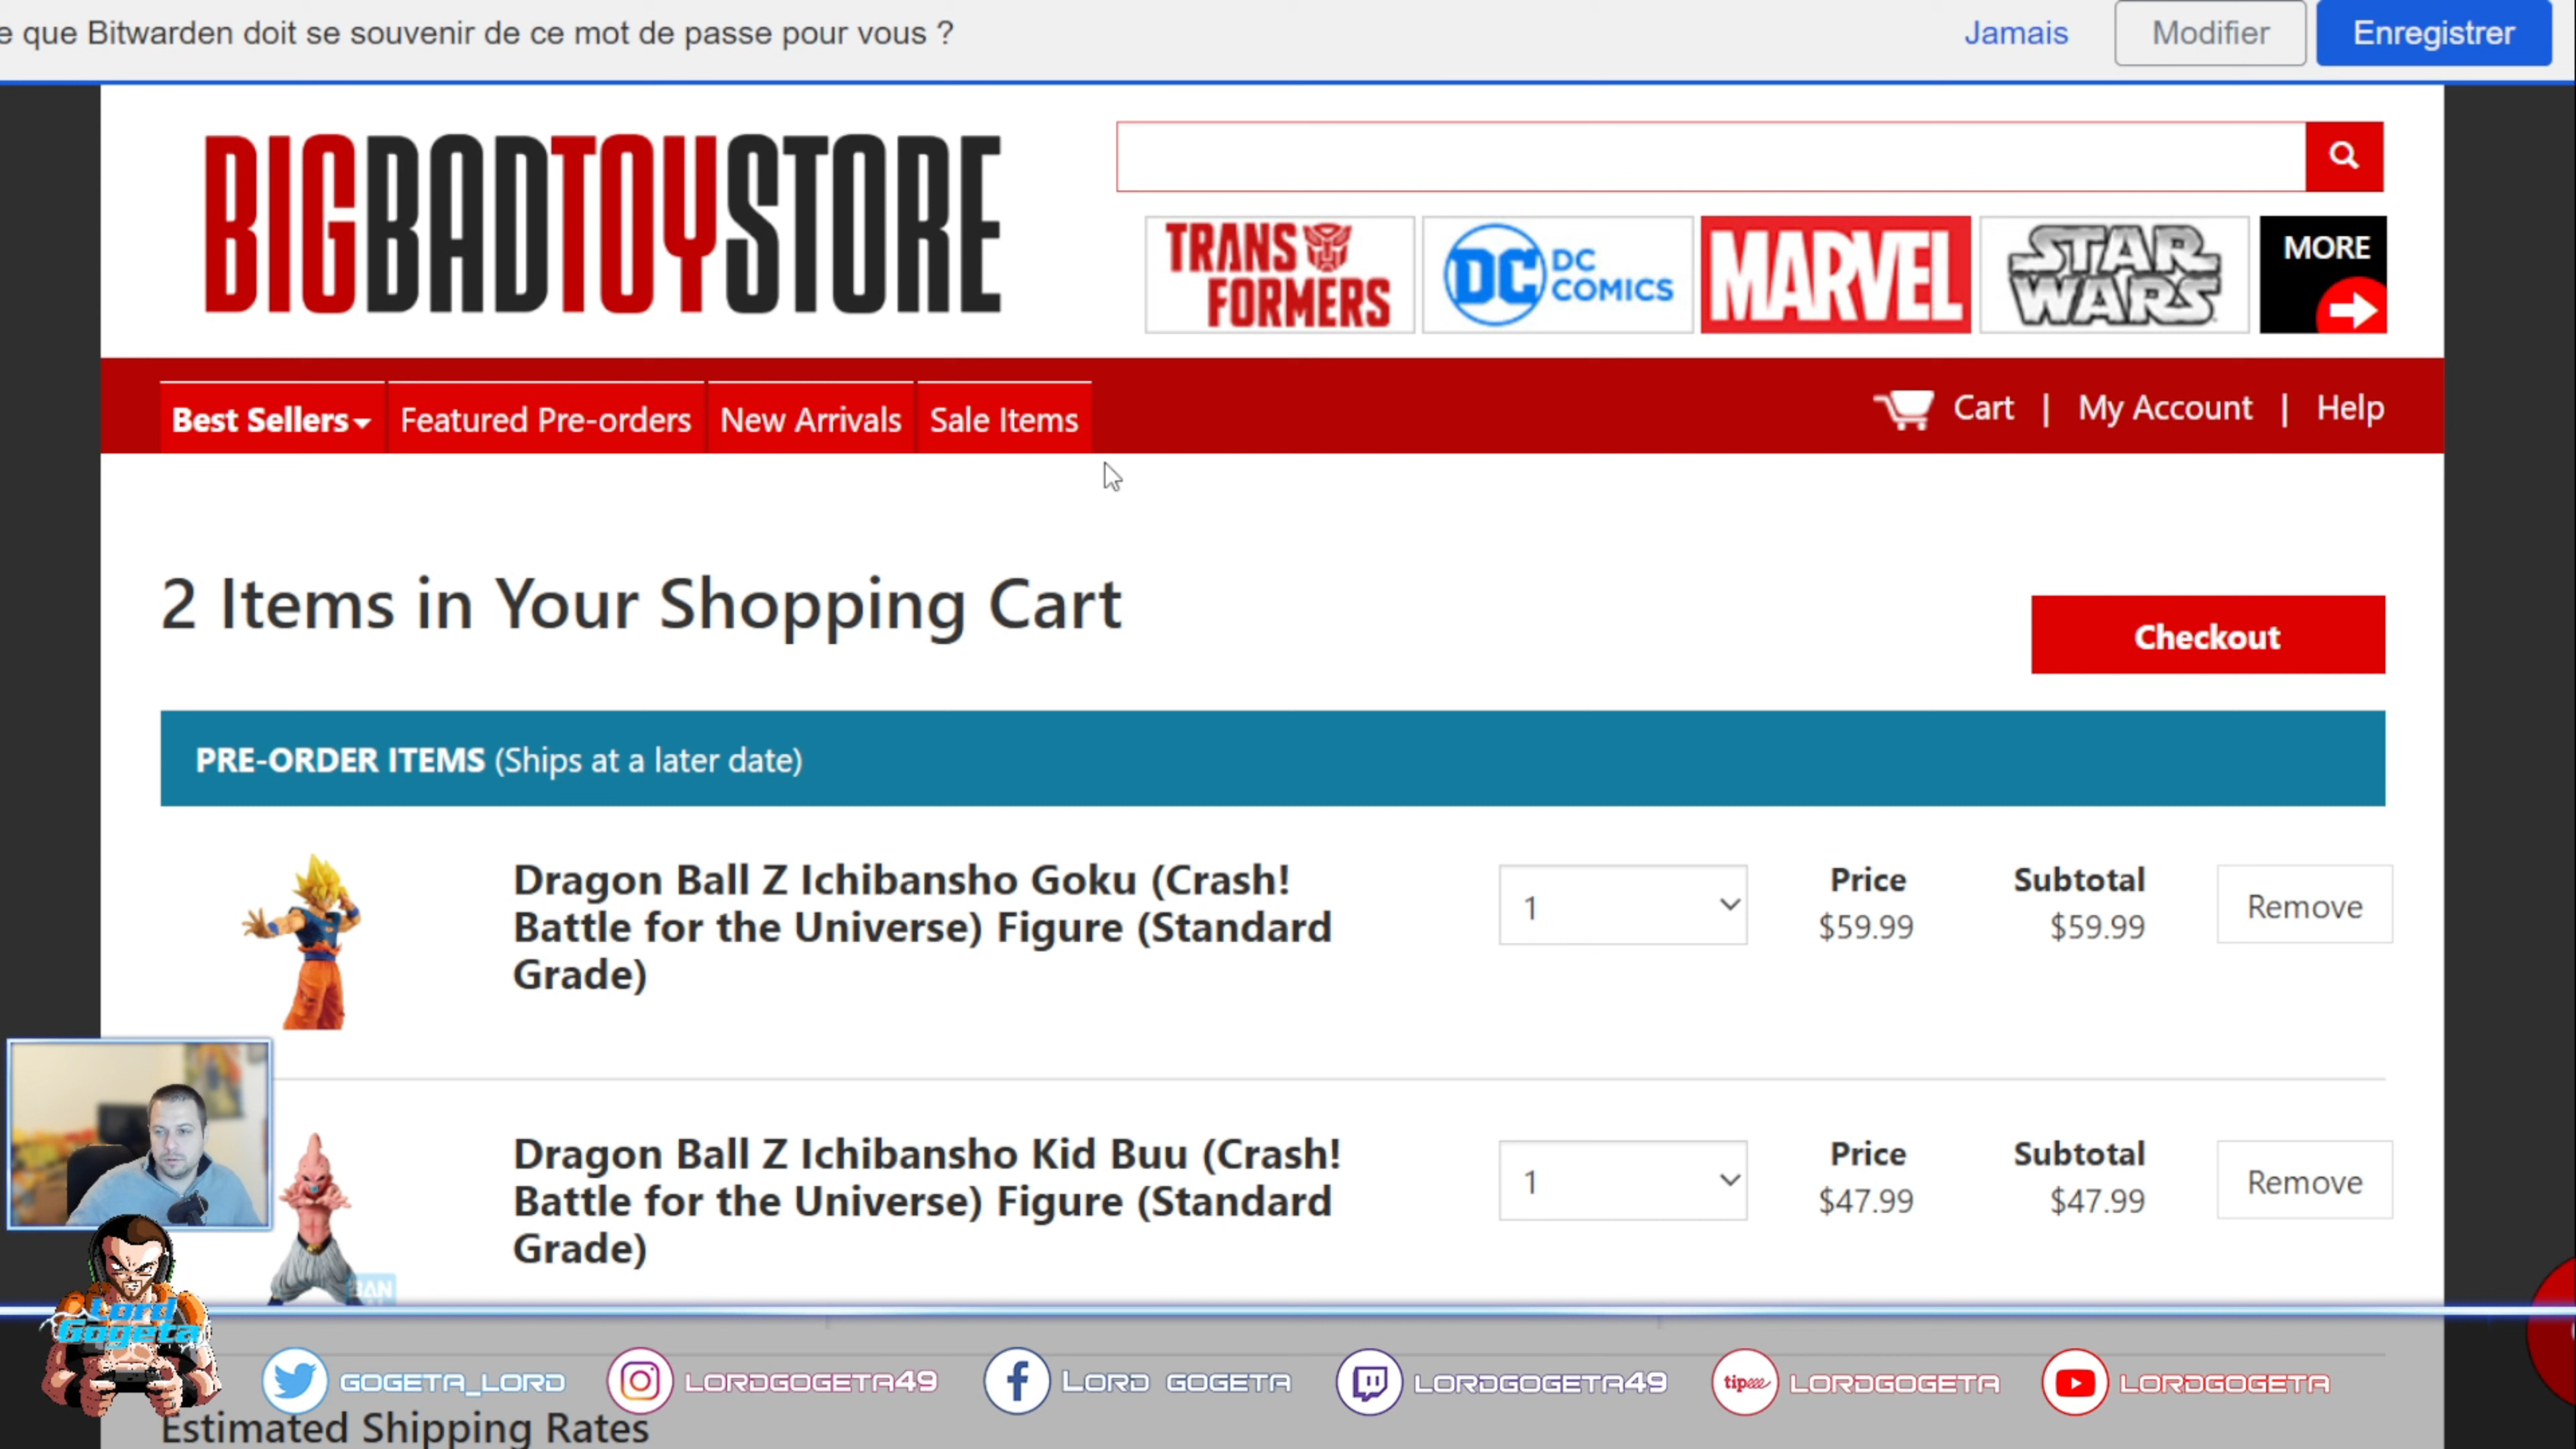 e que Bitwarden doit se souvenir de ce mot de passe pour vous ?
Jamais
Modifier
Enregistrer
BIGBADTOYSTORE
TRANSFORMERS
DC
DC COMICS
MARVEL
STAR WARS
MORE
Best Sellers
Featured Pre-orders
New Arrivals
Sale Items
Cart | My Account | Help
2 Items in Your Shopping Cart
Checkout
PRE-ORDER ITEMS (Ships at a later date)
Dragon Ball Z Ichibansho Goku (Crash!
Battle for the Universe) Figure (Standard
Grade)
1
Price
$59.99
Subtotal
$59.99
Remove
Dragon Ball Z Ichibansho Kid Buu (Crash!
Battle for the Universe) Figure (Standard
Grade)
1
Price
$47.99
Subtotal
$47.99
Remove
BAN
Lord
Gogeta
GOGETA_LORD
LORDGOGETA49
LORD GOGETA
LORDGOGETA49
tipeee
LORDGOGETA
LORDGOGETA
Estimated Shipping Rates